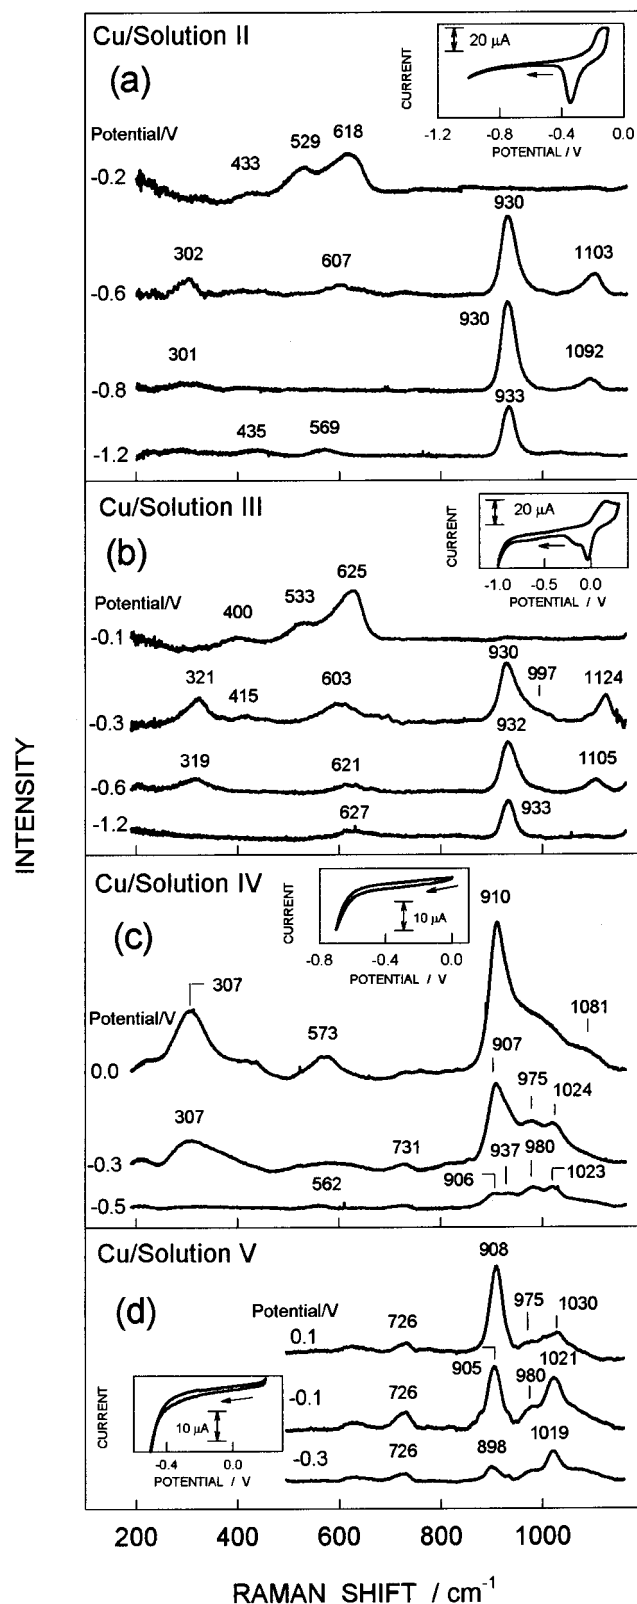 Cu/Solution II
(a)
20 µA
CURRENT
-1.2 -0.8 -0.4 0.0
POTENTIAL / V
Potential/V
433 529 618
-0.2
302 607 930 1103
-0.6
301 930 1092
-0.8
435 569 933
-1.2
Cu/Solution III
(b)
20 µA
CURRENT
-1.0 -0.5 0.0
POTENTIAL / V
Potential/V
400 533 625
-0.1
321 415 603 930 997 1124
-0.3
319 621 932 1105
-0.6
627 933
-1.2
INTENSITY
Cu/Solution IV
(c)
CURRENT
10 µA
-0.8 -0.4 0.0
POTENTIAL / V
910
307
Potential/V
573 1081
0.0
907 975 1024
307 731
-0.3
562 906 937 980 1023
-0.5
Cu/Solution V
(d)
Potential/V
726 908 975 1030
0.1
905 1021
726 980
-0.1
726 898 1019
-0.3
CURRENT
10 µA
-0.4 0.0
POTENTIAL / V
200 400 600 800 1000
RAMAN SHIFT / cm⁻¹